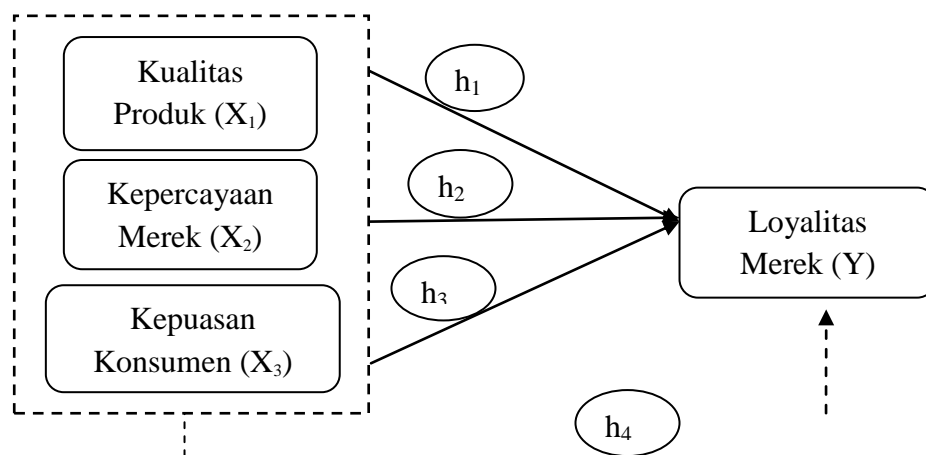 Kualitas
Produk (X₁)
h₁
Kepercayaan
Merek (X₂)
h₂
Loyalitas
Merek (Y)
h₃
Kepuasan
Konsumen (X₃)
h₄